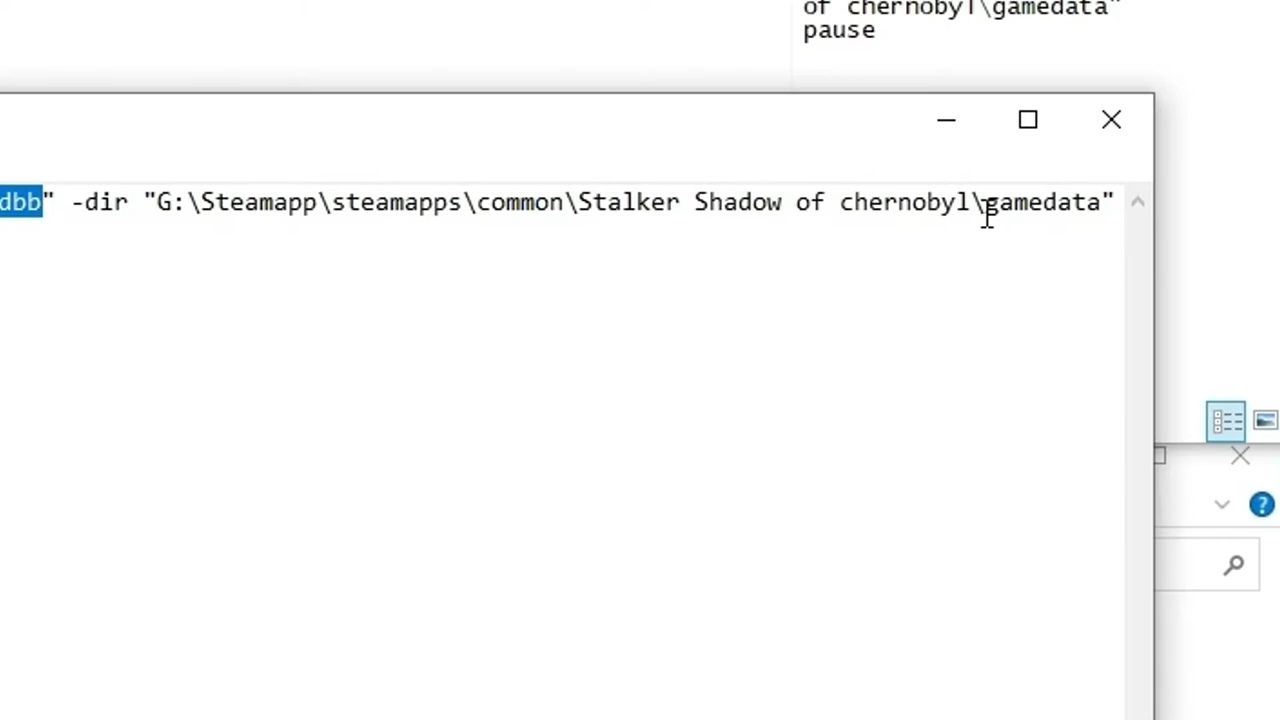 of chernobyl\gamedata"
pause
dbb" -dir "G:\Steamapp\steamapps\common\Stalker Shadow of chernobyl\gamedata"
?